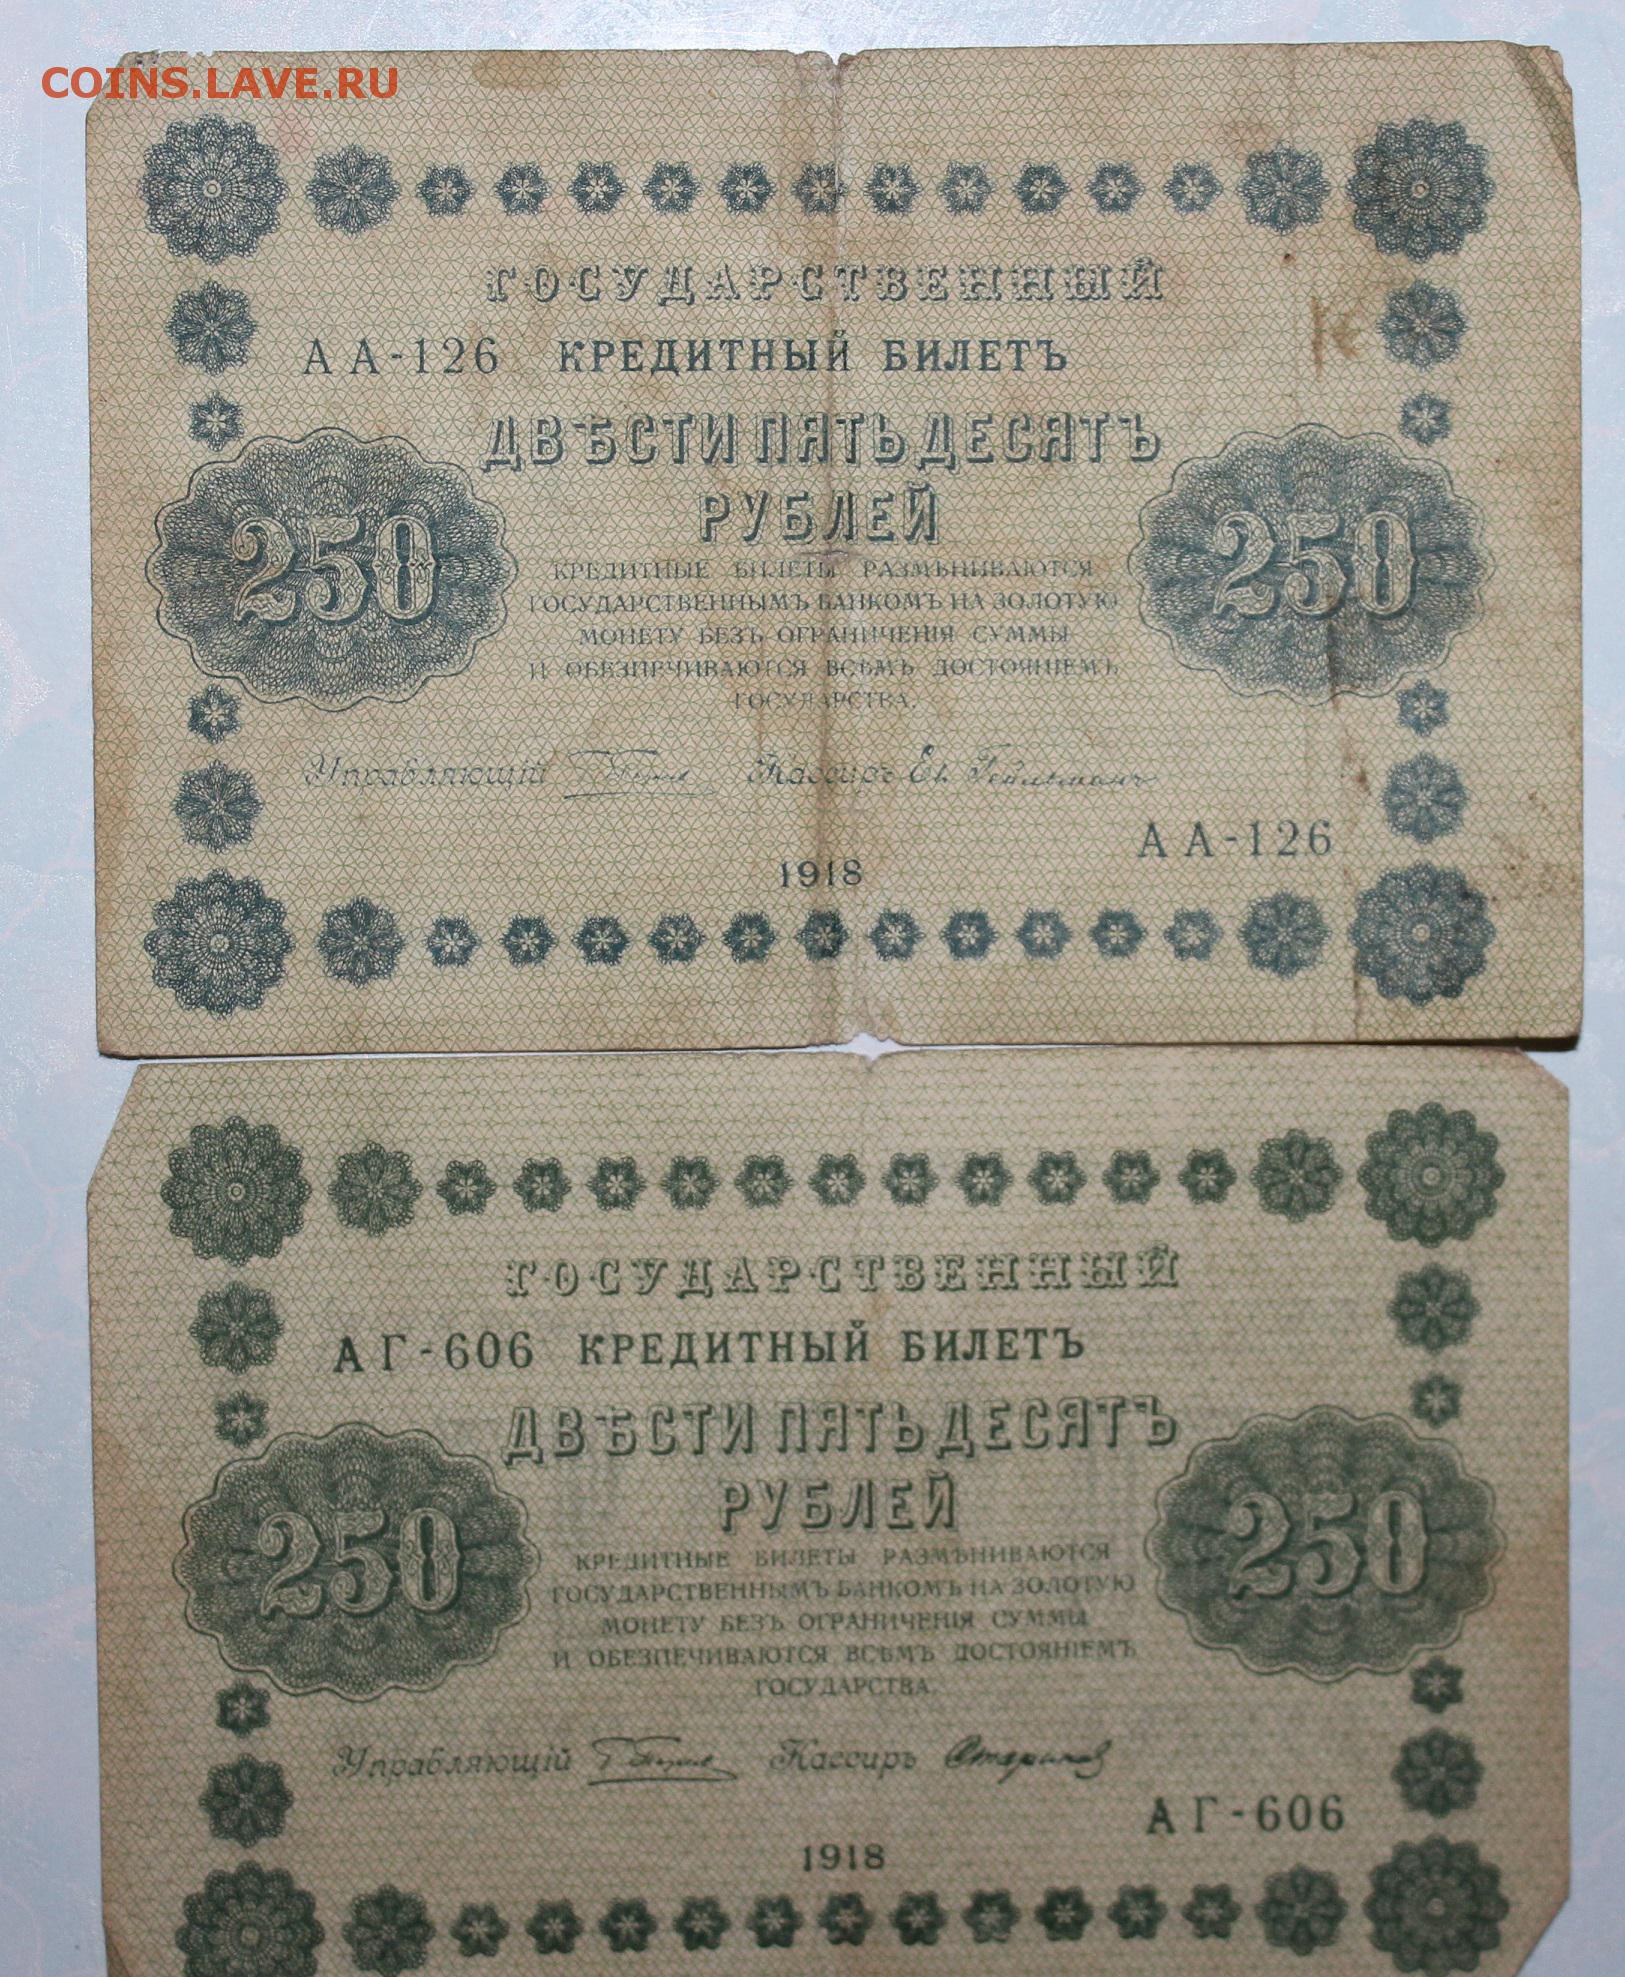 COINS.LAVE.RU
ГОСУДАРСТВЕННЫЙ
АА-126 КРЕДИТНЫЙ БИЛЕТЪ
ДВѢСТИ ПЯТЬДЕСЯТЪ
РУБЛЕЙ
250 250
КРЕДИТНЫЕ БИЛЕТЫ РАЗМѢНИВАЮТСЯ
ГОСУДАРСТВЕННЫМЪ БАНКОМЪ НА ЗОЛОТУЮ
МОНЕТУ БЕЗЪ ОГРАНИЧЕНІЯ СУММЫ
И ОБЕЗПЕЧИВАЮТСЯ ВСѢМЪ ДОСТОЯНІЕМЪ
ГОСУДАРСТВА.
Управляющій Кассиръ Ев. Гейльманъ
АА-126
1918
ГОСУДАРСТВЕННЫЙ
АГ-606 КРЕДИТНЫЙ БИЛЕТЪ
ДВѢСТИ ПЯТЬДЕСЯТЪ
РУБЛЕЙ
250 250
КРЕДИТНЫЕ БИЛЕТЫ РАЗМѢНИВАЮТСЯ
ГОСУДАРСТВЕННЫМЪ БАНКОМЪ НА ЗОЛОТУЮ
МОНЕТУ БЕЗЪ ОГРАНИЧЕНІЯ СУММЫ
И ОБЕЗПЕЧИВАЮТСЯ ВСѢМЪ ДОСТОЯНІЕМЪ
ГОСУДАРСТВА.
Управляющій Кассиръ
АГ-606
1918